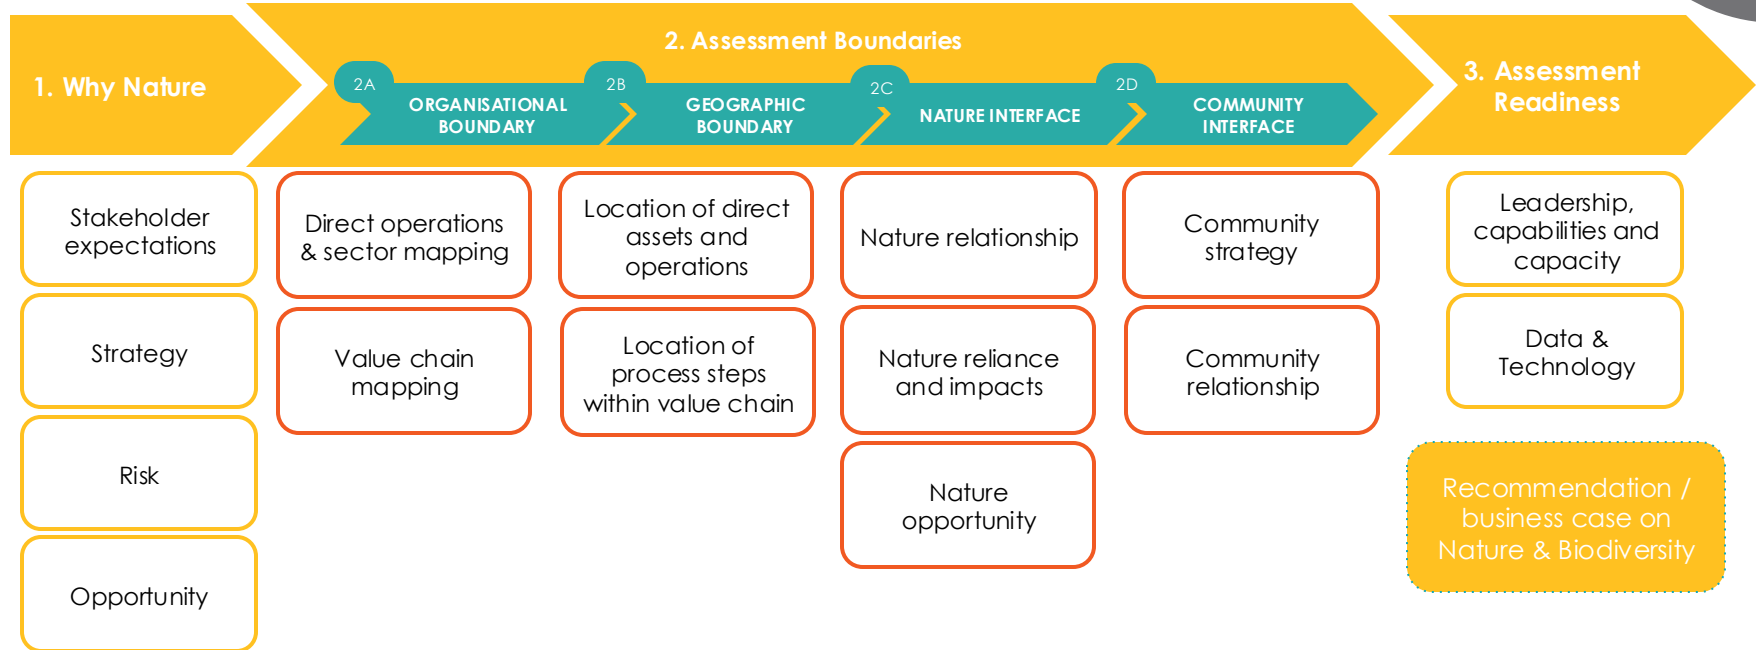 1. Why Nature
2. Assessment Boundaries
2A
ORGANISATIONAL
BOUNDARY
2B
GEOGRAPHIC
BOUNDARY
2C
NATURE INTERFACE
2D
COMMUNITY
INTERFACE
3. Assessment
Readiness
Stakeholder
expectations
Strategy
Risk
Opportunity
Direct operations
& sector mapping
Value chain
mapping
Location of direct
assets and
operations
Location of
process steps
within value chain
Nature relationship
Nature reliance
and impacts
Nature
opportunity
Community
strategy
Community
relationship
Leadership,
capabilities and
capacity
Data &
Technology
Recommendation /
business case on
Nature & Biodiversity